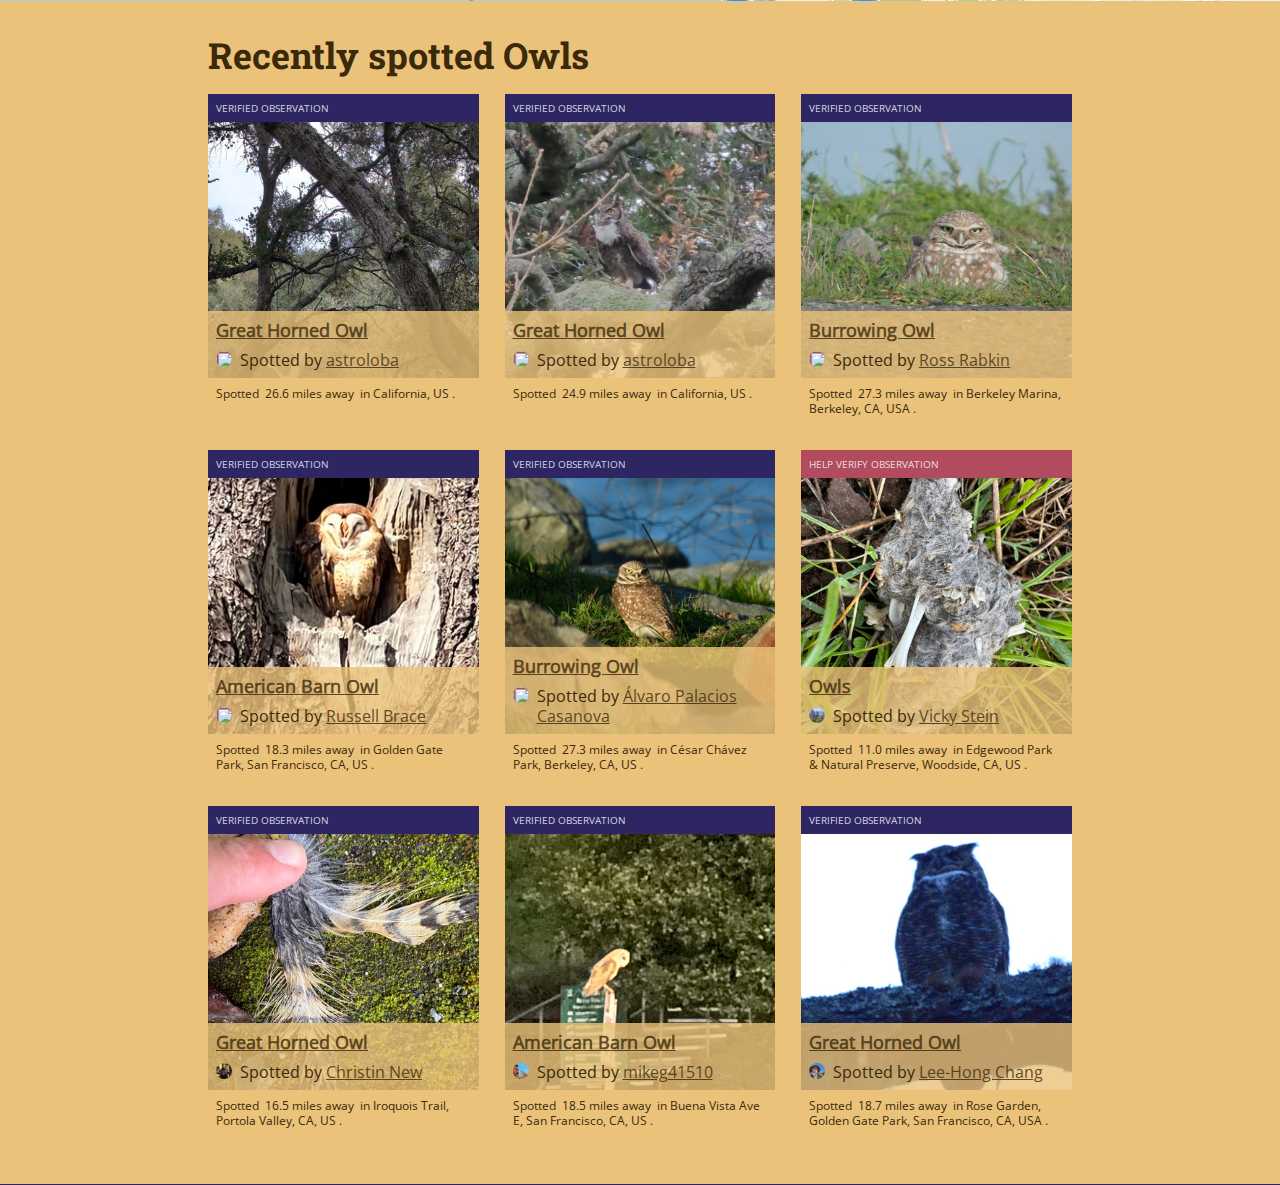 Recently spotted Owls
VERIFIED OBSERVATION
Great Horned Owl
Spotted by astroloba
Spotted 26.6 miles away in California, US .
VERIFIED OBSERVATION
Great Horned Owl
Spotted by astroloba
Spotted 24.9 miles away in California, US .
VERIFIED OBSERVATION
Burrowing Owl
Spotted by Ross Rabkin
Spotted 27.3 miles away in Berkeley Marina,
Berkeley, CA, USA .
VERIFIED OBSERVATION
American Barn Owl
Spotted by Russell Brace
Spotted 18.3 miles away in Golden Gate
Park, San Francisco, CA, US .
VERIFIED OBSERVATION
Burrowing Owl
Spotted by Álvaro Palacios
Casanova
Spotted 27.3 miles away in César Chávez
Park, Berkeley, CA, US .
HELP VERIFY OBSERVATION
Owls
Spotted by Vicky Stein
Spotted 11.0 miles away in Edgewood Park
& Natural Preserve, Woodside, CA, US .
VERIFIED OBSERVATION
Great Horned Owl
Spotted by Christin New
Spotted 16.5 miles away in Iroquois Trail,
Portola Valley, CA, US .
VERIFIED OBSERVATION
American Barn Owl
Spotted by mikeg41510
Spotted 18.5 miles away in Buena Vista Ave
E, San Francisco, CA, US .
VERIFIED OBSERVATION
Great Horned Owl
Spotted by Lee-Hong Chang
Spotted 18.7 miles away in Rose Garden,
Golden Gate Park, San Francisco, CA, USA .